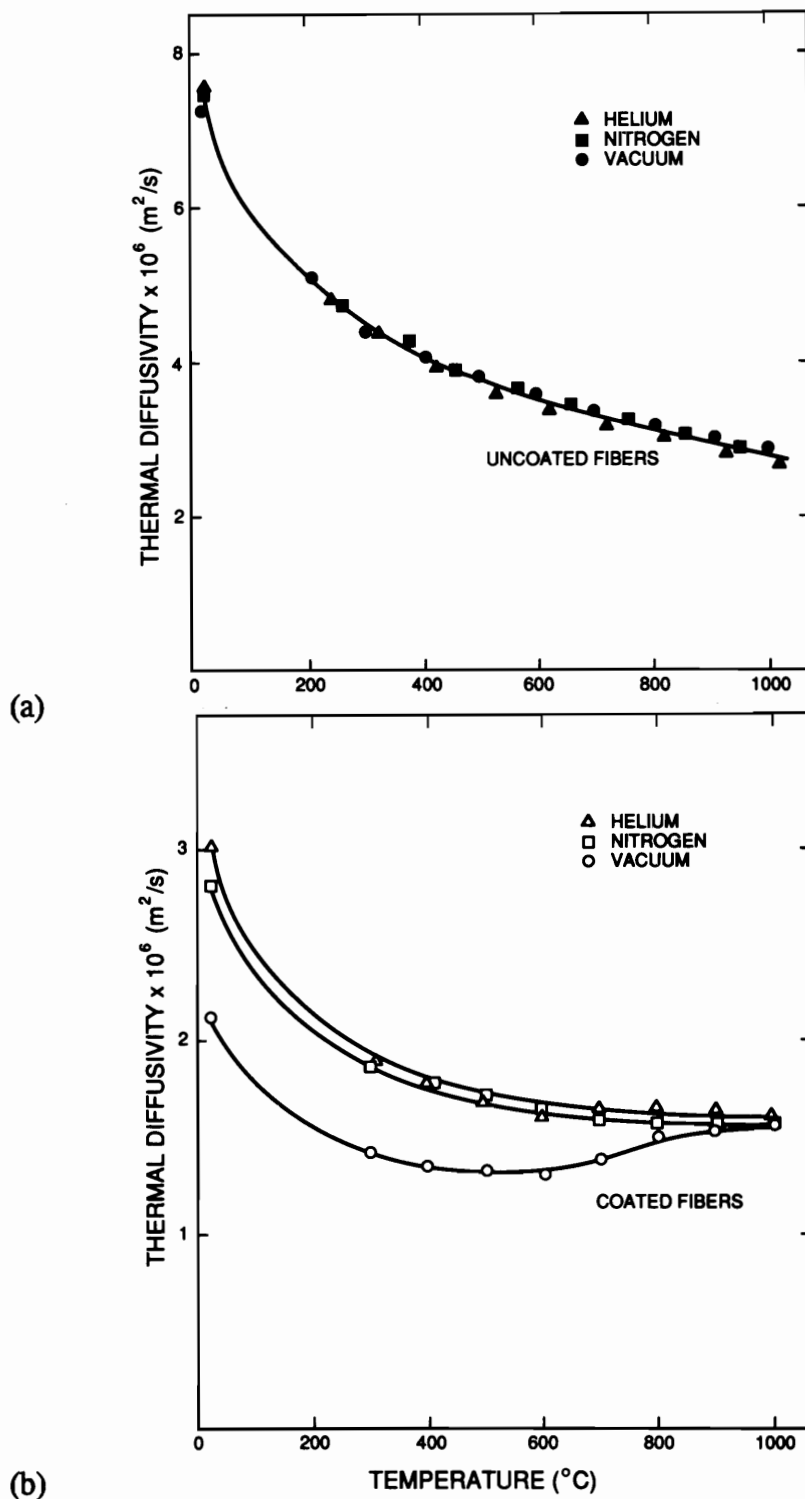 8
6
4
2
THERMAL DIFFUSIVITY x 10⁶ (m²/s)
HELIUM
NITROGEN
VACUUM
UNCOATED FIBERS
0 200 400 600 800 1000
(a)
3
2
1
THERMAL DIFFUSIVITY x 10⁶ (m²/s)
HELIUM
NITROGEN
VACUUM
COATED FIBERS
0 200 400 600 800 1000
TEMPERATURE (°C)
(b)